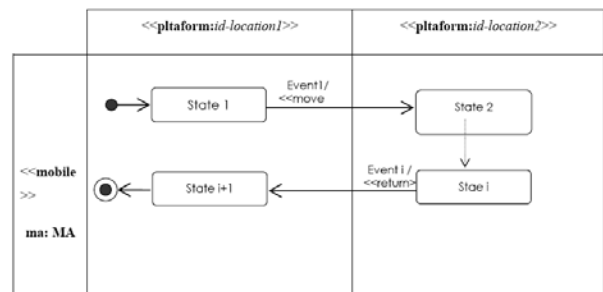 <<pltaform:id-location1>>
<<pltaform:id-location2>>
Event1/
<<move
State 1
State 2
<<mobile
>>
ma: MA
Event i /
<<return>
State i+1
Stae i